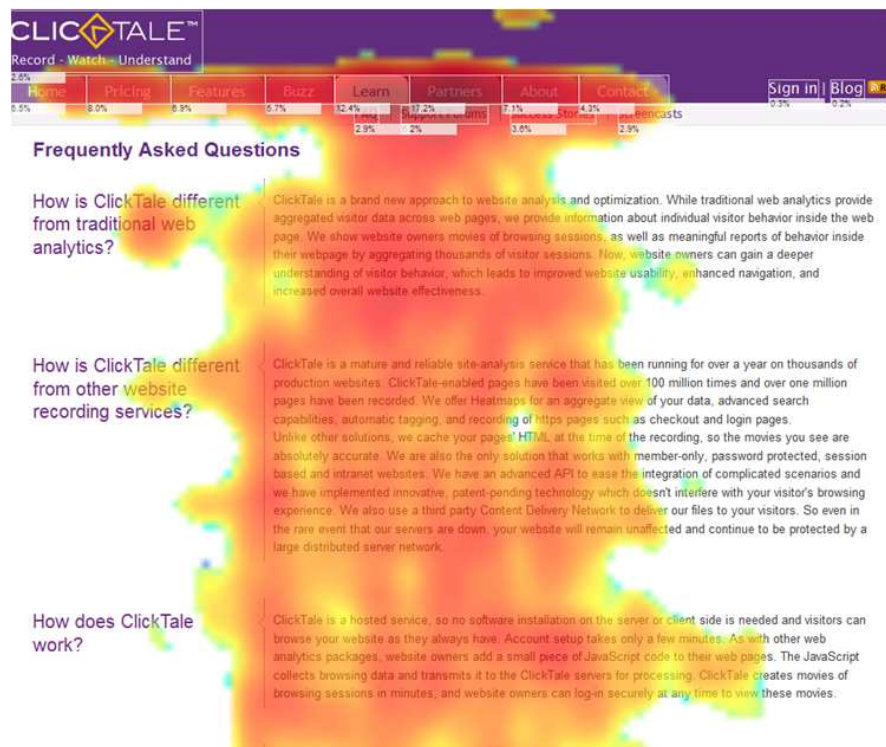 CLICKTALE™
Record - Watch - Understand
2.6%
Home Pricing Features Buzz Learn Partners About Contact Sign in | Blog
6.5% 8.0% 6.9% 5.7% 12.4% 17.2% 7.1% 4.3% 0.3% 0.2%
FAQ Support Forums | Success Stories | Screencasts
2.9% 2% 3.6% 2.9%
Frequently Asked Questions
How is ClickTale different
from traditional web
analytics?
ClickTale is a brand new approach to website analysis and optimization. While traditional web analytics provide
aggregated visitor data across web pages, we provide information about individual visitor behavior inside the web
page. We show website owners movies of browsing sessions, as well as meaningful reports of behavior inside
their webpage by aggregating thousands of visitor sessions. Now, website owners can gain a deeper
understanding of visitor behavior, which leads to improved website usability, enhanced navigation, and
increased overall website effectiveness.
How is ClickTale different
from other website
recording services?
ClickTale is a mature and reliable site-analysis service that has been running for over a year on thousands of
production websites. ClickTale-enabled pages have been visited over 100 million times and over one million
pages have been recorded. We offer Heatmaps for an aggregate view of your data, advanced search
capabilities, automatic tagging, and recording of https pages such as checkout and login pages.
Unlike other solutions, we cache your pages' HTML at the time of the recording, so the movies you see are
absolutely accurate. We are also the only solution that works with member-only, password protected, session
based and intranet websites. We have an advanced API to ease the integration of complicated scenarios and
we have implemented innovative, patent-pending technology which doesn't interfere with your visitor's browsing
experience. We also use a third party Content Delivery Network to deliver our files to your visitors. So even in
the rare event that our servers are down, your website will remain unaffected and continue to be protected by a
large distributed server network.
How does ClickTale
work?
ClickTale is a hosted service, so no software installation on the server or client side is needed and visitors can
browse your website as they always have. Account setup takes only a few minutes. As with other web
analytics packages, website owners add a small piece of JavaScript code to their web pages. The JavaScript
collects browsing data and transmits it to the ClickTale servers for processing. ClickTale creates movies of
browsing sessions in minutes, and website owners can log-in securely at any time to view these movies.